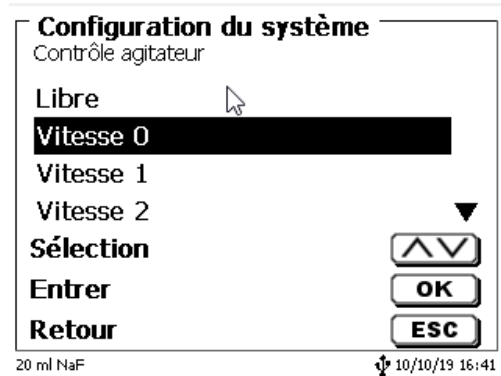 Configuration du système
Contrôle agitateur
Libre
Vitesse 0
Vitesse 1
Vitesse 2
Sélection
Entrer OK
Retour ESC
20 ml NaF 10/10/19 16:41